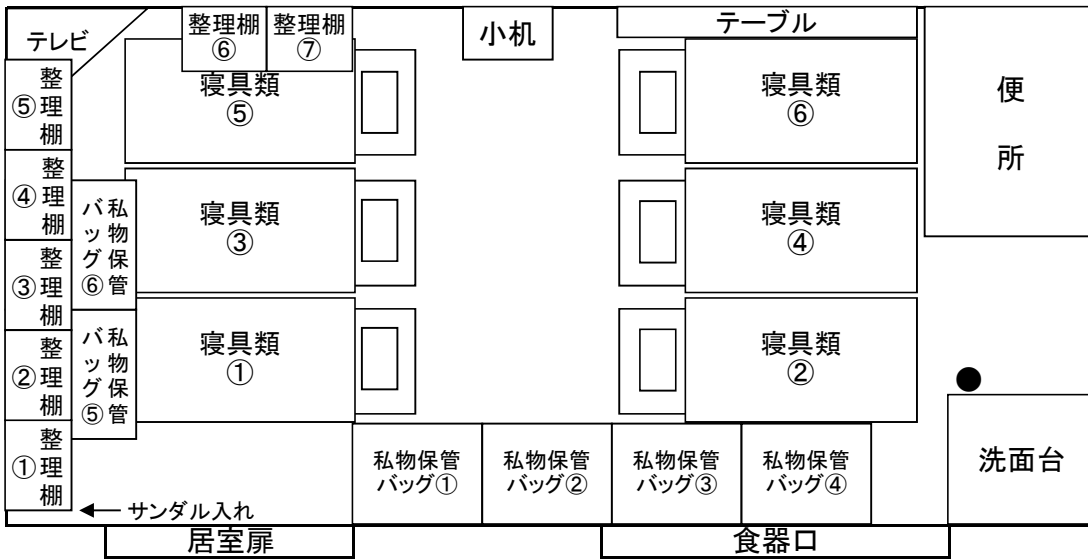 テレビ
整理棚
⑥
整理棚
⑦
小机
テーブル
便
所
整理棚
⑤
整理棚
④
整理棚
③
整理棚
②
整理棚
①
私物保管
バッグ⑥
私物保管
バッグ⑤
寝具類
⑤
寝具類
⑥
寝具類
③
寝具類
④
寝具類
①
寝具類
②
私物保管
バッグ①
私物保管
バッグ②
私物保管
バッグ③
私物保管
バッグ④
洗面台
← サンダル入れ
居室扉
食器口